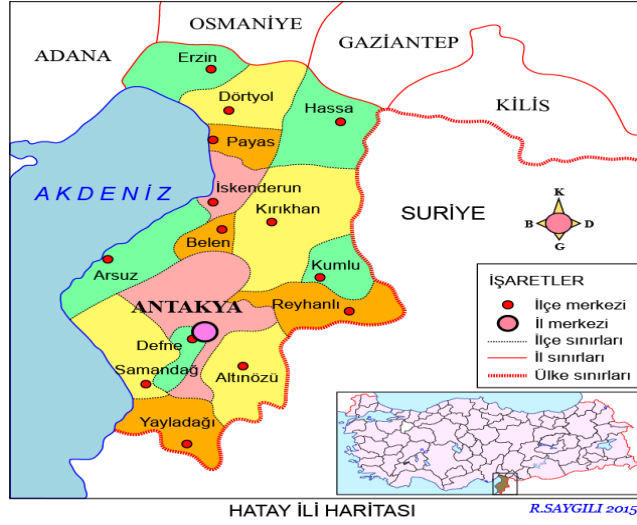 OSMANİYE
ADANA
GAZİANTEP
Erzin
Dörtyol
Hassa
KİLİS
Payas
AKDENİZ
İskenderun
Kırıkhan
SURİYE
K
B
D
G
Belen
Arsuz
Kumlu
ANTAKYA
Reyhanlı
Defne
Samandağ
Altınözü
Yayladağı
İŞARETLER
İlçe merkezi
İl merkezi
İlçe sınırları
İl sınırları
Ülke sınırları
HATAY İLİ HARİTASI
R.SAYGILI 2015